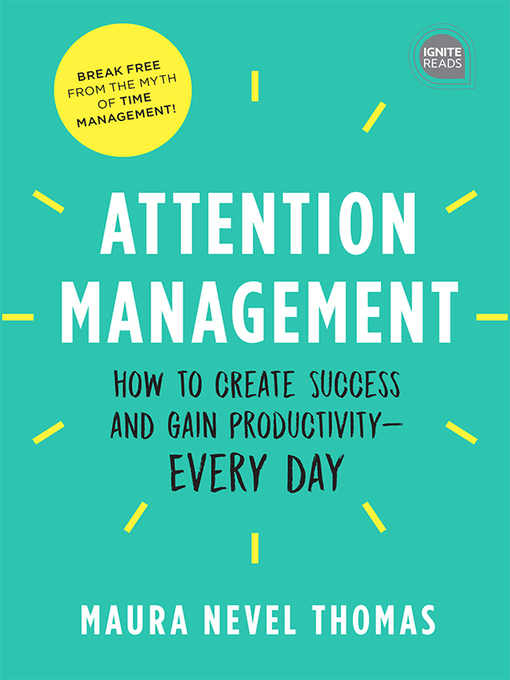 BREAK FREE
FROM THE MYTH
OF TIME
MANAGEMENT!
IGNITE
READS
ATTENTION
MANAGEMENT
HOW TO CREATE SUCCESS
AND GAIN PRODUCTIVITY—
EVERY DAY
MAURA NEVEL THOMAS